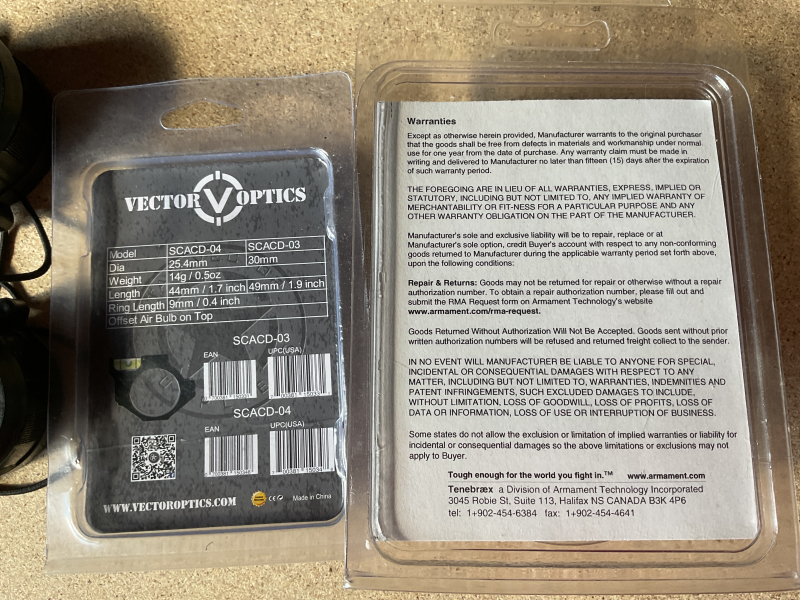 VECTOR OPTICS
Model SCACD-04 SCACD-03
Dia 25.4mm 30mm
Weight 14g / 0.5oz
Length 44mm / 1.7 inch 49mm / 1.9 inch
Ring Length 9mm / 0.4 inch
Offset Air Bulb on Top
SCACD-03
EAN UPC(USA)
SCACD-04
EAN UPC(USA)
WWW.VECTOROPTICS.COM
CE Made in China
Warranties
Except as otherwise herein provided, Manufacturer warrants to the original purchaser
that the goods shall be free from defects in materials and workmanship under normal
use for one year from the date of purchase. Any warranty claim must be made in
writing and delivered to Manufacturer no later than fifteen (15) days after the expiration
of such warranty period.
THE FOREGOING ARE IN LIEU OF ALL WARRANTIES, EXPRESS, IMPLIED OR
STATUTORY, INCLUDING BUT NOT LIMITED TO, ANY IMPLIED WARRANTY OF
MERCHANTABILITY OR FIT-NESS FOR A PARTICULAR PURPOSE AND ANY
OTHER WARRANTY OBLIGATION ON THE PART OF THE MANUFACTURER.
Manufacturer's sole and exclusive liability will be to repair, replace or at
Manufacturer's sole option, credit Buyer's account with respect to any non-conforming
goods returned to Manufacturer during the applicable warranty period set forth above,
upon the following conditions:
Repair & Returns: Goods may not be returned for repair or otherwise without a repair
authorization number. To obtain a repair authorization number, please fill out and
submit the RMA Request form on Armament Technology's website
www.armament.com/rma-request.
Goods Returned Without Authorization Will Not Be Accepted. Goods sent without prior
written authorization numbers will be refused and returned freight collect to the sender.
IN NO EVENT WILL MANUFACTURER BE LIABLE TO ANYONE FOR SPECIAL,
INCIDENTAL OR CONSEQUENTIAL DAMAGES WITH RESPECT TO ANY
MATTER, INCLUDING BUT NOT LIMITED TO, WARRANTIES, INDEMNITIES AND
PATENT INFRINGEMENTS, SUCH EXCLUDED DAMAGES TO INCLUDE,
WITHOUT LIMITATION, LOSS OF GOODWILL, LOSS OF PROFITS, LOSS OF
DATA OR INFORMATION, LOSS OF USE OR INTERRUPTION OF BUSINESS.
Some states do not allow the exclusion or limitation of implied warranties or liability for
incidental or consequential damages so the above limitations or exclusions may not
apply to Buyer.
Tough enough for the world you fight in.™ www.armament.com
Tenebræx a Division of Armament Technology Incorporated
3045 Robie St, Suite 113, Halifax NS CANADA B3K 4P6
tel: 1+902-454-6384 fax: 1+902-454-4641